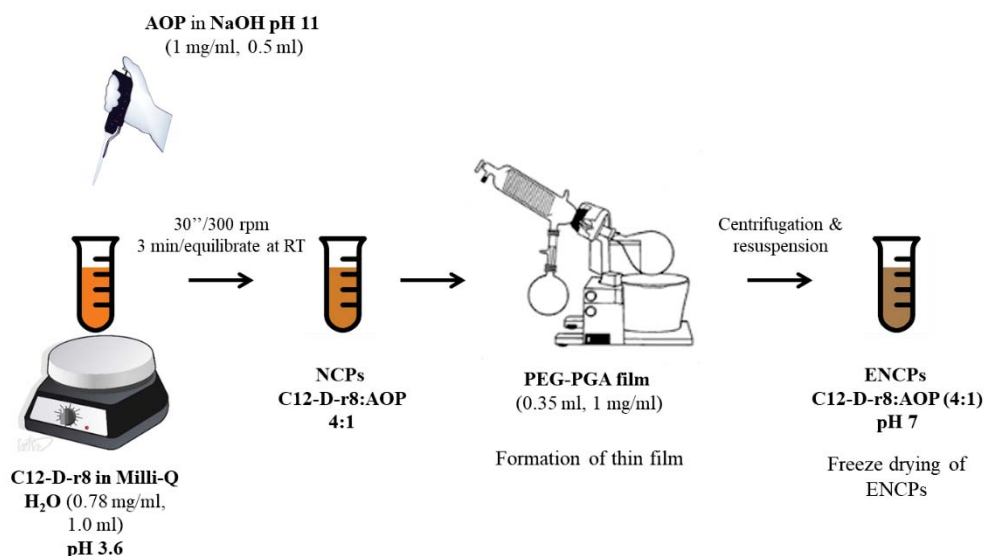 AOP in NaOH pH 11
(1 mg/ml, 0.5 ml)
30’’/300 rpm
3 min/equilibrate at RT
Centrifugation &
resuspension
NCPs
C12-D-r8:AOP
4:1
PEG-PGA film
(0.35 ml, 1 mg/ml)
Formation of thin film
ENCPs
C12-D-r8:AOP (4:1)
pH 7
Freeze drying of
ENCPs
C12-D-r8 in Milli-Q
H₂O (0.78 mg/ml,
1.0 ml)
pH 3.6